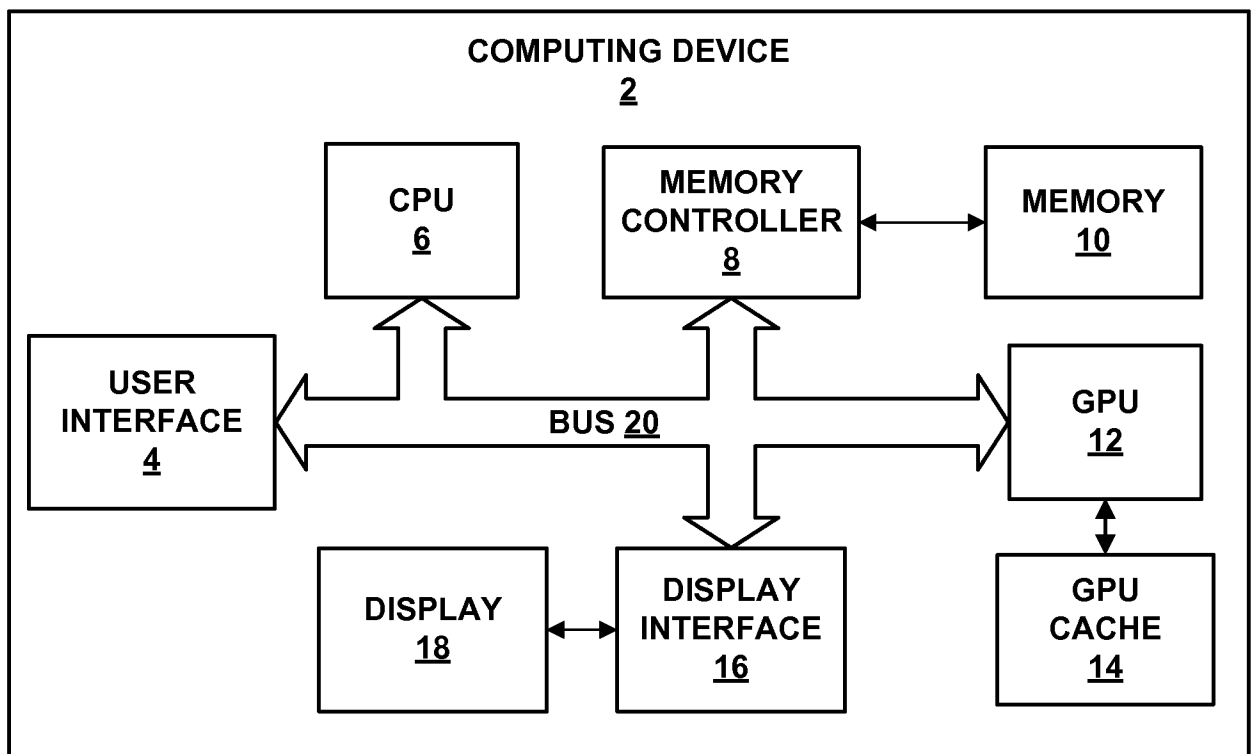 COMPUTING DEVICE
2
CPU
6
MEMORY
CONTROLLER
8
MEMORY
10
USER
INTERFACE
4
BUS 20
GPU
12
DISPLAY
18
DISPLAY
INTERFACE
16
GPU
CACHE
14